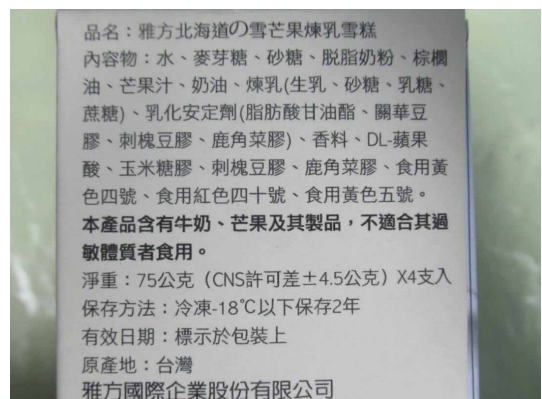 品名：雅方北海道の雪芒果煉乳雪糕
內容物：水、麥芽糖、砂糖、脱脂奶粉、棕櫚
油、芒果汁、奶油、煉乳(生乳、砂糖、乳糖、
蔗糖)、乳化安定劑(脂肪酸甘油酯、關華豆
膠、刺槐豆膠、鹿角菜膠)、香料、DL-蘋果
酸、玉米糖膠、刺槐豆膠、鹿角菜膠、食用黃
色四號、食用紅色四十號、食用黃色五號。
本產品含有牛奶、芒果及其製品，不適合其過
敏體質者食用。
淨重：75公克（CNS許可差±4.5公克）X4支入
保存方法：冷凍-18℃以下保存2年
有效日期：標示於包裝上
原產地：台灣
雅方國際企業股份有限公司